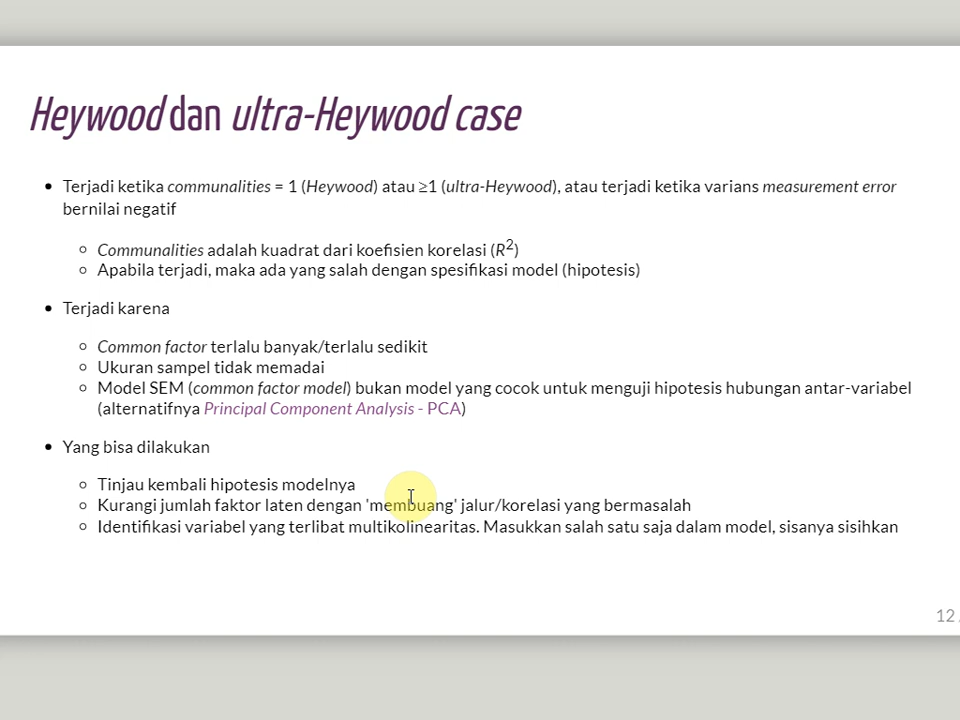 Heywood dan ultra-Heywood case
Terjadi ketika communalities = 1 (Heywood) atau ≥1 (ultra-Heywood), atau terjadi ketika varians measurement error
bernilai negatif
Communalities adalah kuadrat dari koefisien korelasi (R2)
Apabila terjadi, maka ada yang salah dengan spesifikasi model (hipotesis)
Terjadi karena
Common factor terlalu banyak/terlalu sedikit
Ukuran sampel tidak memadai
Model SEM (common factor model) bukan model yang cocok untuk menguji hipotesis hubungan antar-variabel
(alternatifnya Principal Component Analysis - PCA)
Yang bisa dilakukan
Tinjau kembali hipotesis modelnya
Kurangi jumlah faktor laten dengan 'membuang' jalur/korelasi yang bermasalah
Identifikasi variabel yang terlibat multikolinearitas. Masukkan salah satu saja dalam model, sisanya sisihkan
12